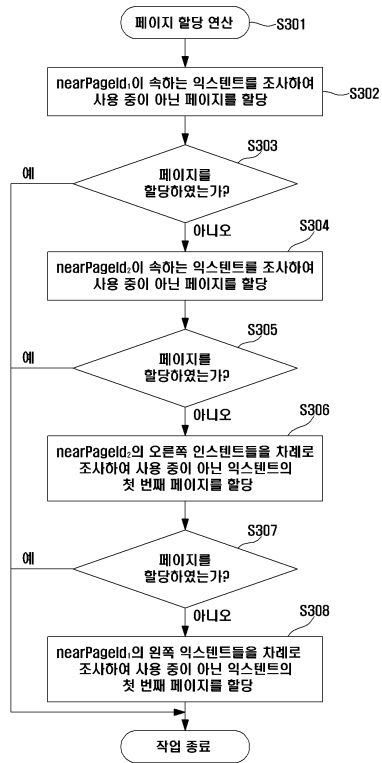 페이지 할당 연산
S301
nearPageId₁이 속하는 익스텐트를 조사하여
사용 중이 아닌 페이지를 할당
S302
S303
예
페이지를
할당하였는가?
아니오
S304
nearPageId₂이 속하는 익스텐트를 조사하여
사용 중이 아닌 페이지를 할당
S305
예
페이지를
할당하였는가?
아니오
S306
nearPageId₂의 오른쪽 인스텐트들을 차례로
조사하여 사용 중이 아닌 익스텐트의
첫 번째 페이지를 할당
S307
예
페이지를
할당하였는가?
아니오
S308
nearPageId₁의 왼쪽 익스텐트들을 차례로
조사하여 사용 중이 아닌 익스텐트의
첫 번째 페이지를 할당
작업 종료